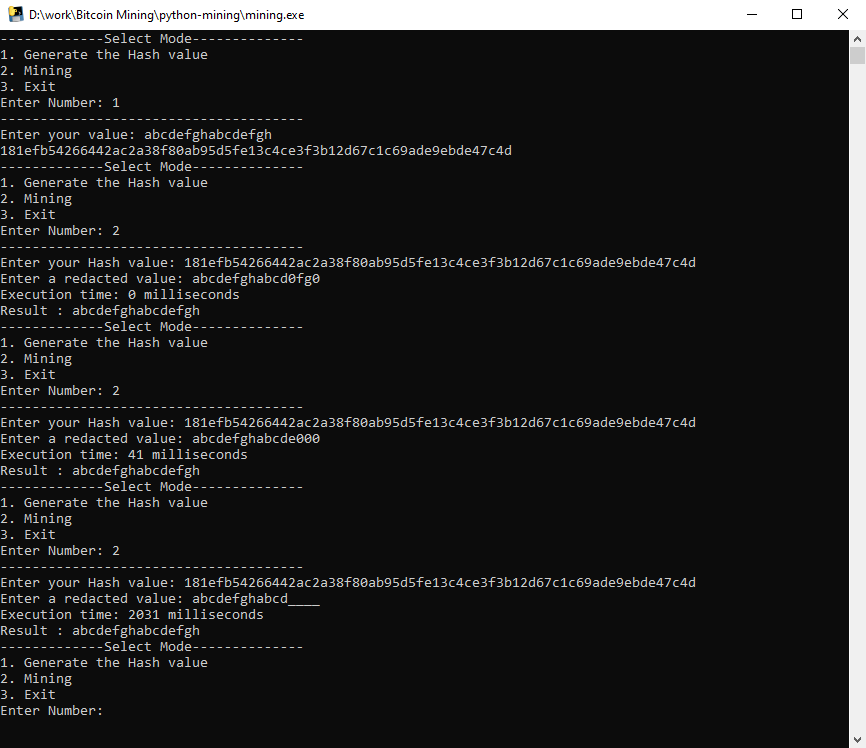 D:\work\Bitcoin Mining\python-mining\mining.exe
-------------Select Mode--------------
1. Generate the Hash value
2. Mining
3. Exit
Enter Number: 1
--------------------------------------
Enter your value: abcdefghabcdefgh
181efb54266442ac2a38f80ab95d5fe13c4ce3f3b12d67c1c69ade9ebde47c4d
-------------Select Mode--------------
1. Generate the Hash value
2. Mining
3. Exit
Enter Number: 2
--------------------------------------
Enter your Hash value: 181efb54266442ac2a38f80ab95d5fe13c4ce3f3b12d67c1c69ade9ebde47c4d
Enter a redacted value: abcdefghabcd0fg0
Execution time: 0 milliseconds
Result : abcdefghabcdefgh
-------------Select Mode--------------
1. Generate the Hash value
2. Mining
3. Exit
Enter Number: 2
--------------------------------------
Enter your Hash value: 181efb54266442ac2a38f80ab95d5fe13c4ce3f3b12d67c1c69ade9ebde47c4d
Enter a redacted value: abcdefghabcde000
Execution time: 41 milliseconds
Result : abcdefghabcdefgh
-------------Select Mode--------------
1. Generate the Hash value
2. Mining
3. Exit
Enter Number: 2
--------------------------------------
Enter your Hash value: 181efb54266442ac2a38f80ab95d5fe13c4ce3f3b12d67c1c69ade9ebde47c4d
Enter a redacted value: abcdefghabcd____
Execution time: 2031 milliseconds
Result : abcdefghabcdefgh
-------------Select Mode--------------
1. Generate the Hash value
2. Mining
3. Exit
Enter Number: